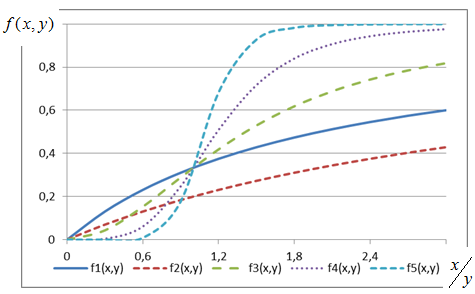 f(x,y)
0,8
0,6
0,4
0,2
0
0 0,6 1,2 1,8 2,4 x/y
f1(x,y) f2(x,y) f3(x,y) f4(x,y) f5(x,y)